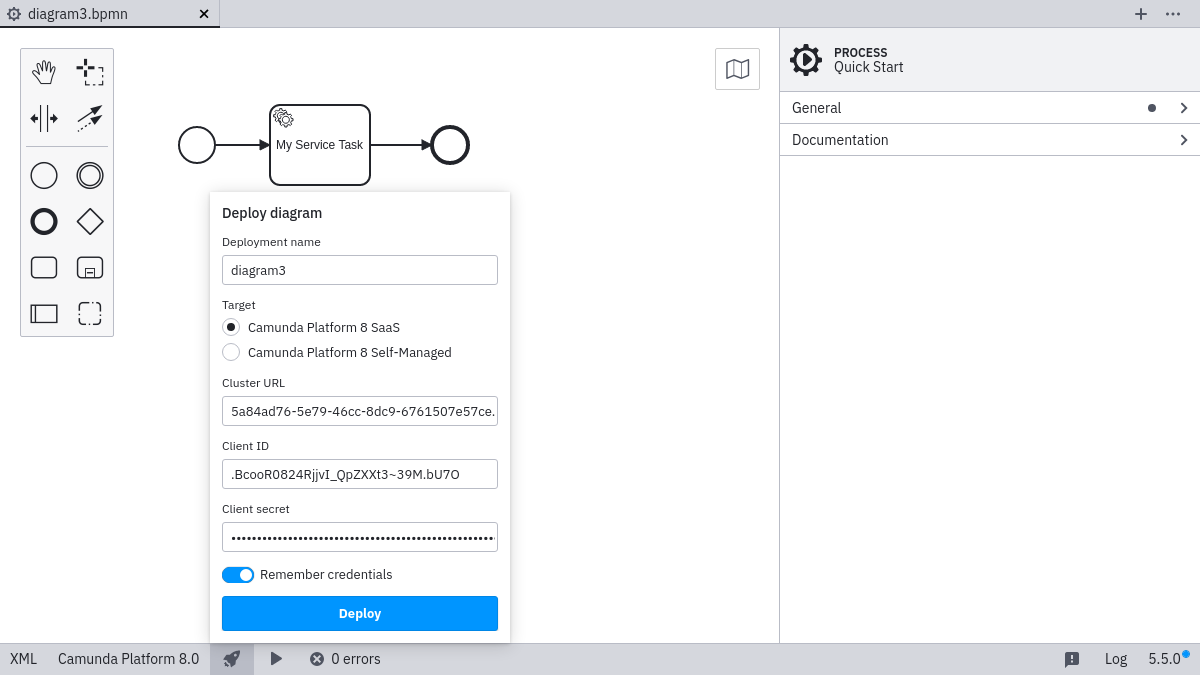 diagram3.bpmn
PROCESS
Quick Start
General
Documentation
My Service Task
Deploy diagram
Deployment name
diagram3
Target
Camunda Platform 8 SaaS
Camunda Platform 8 Self-Managed
Cluster URL
5a84ad76-5e79-46cc-8dc9-6761507e57ce.
Client ID
.BcooR0824RjjvI_QpZXXt3~39M.bU7O
Client secret
Remember credentials
Deploy
XML
Camunda Platform 8.0
0 errors
Log
5.5.0